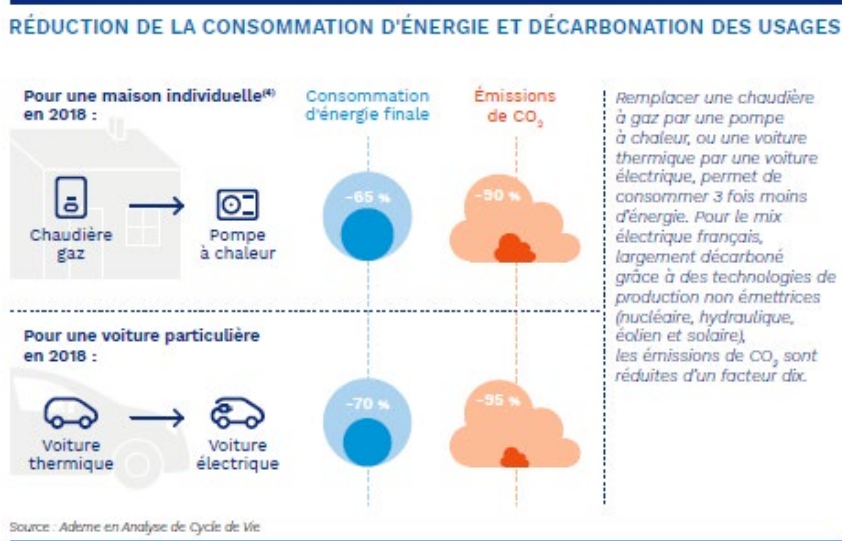 RÉDUCTION DE LA CONSOMMATION D'ÉNERGIE ET DÉCARBONATION DES USAGES
Pour une maison individuelle⁽⁴⁾
en 2018 :
Consommation
d'énergie finale
Émissions
de CO₂
Chaudière
gaz
Pompe
à chaleur
-65 %
-90 %
Pour une voiture particulière
en 2018 :
Voiture
thermique
Voiture
électrique
-70 %
-95 %
Remplacer une chaudière
à gaz par une pompe
à chaleur, ou une voiture
thermique par une voiture
électrique, permet de
consommer 3 fois moins
d'énergie. Pour le mix
électrique français,
largement décarboné
grâce à des technologies de
production non émettrices
(nucléaire, hydraulique,
éolien et solaire),
les émissions de CO₂ sont
réduites d'un facteur dix.
Source : Ademe en Analyse de Cycle de Vie